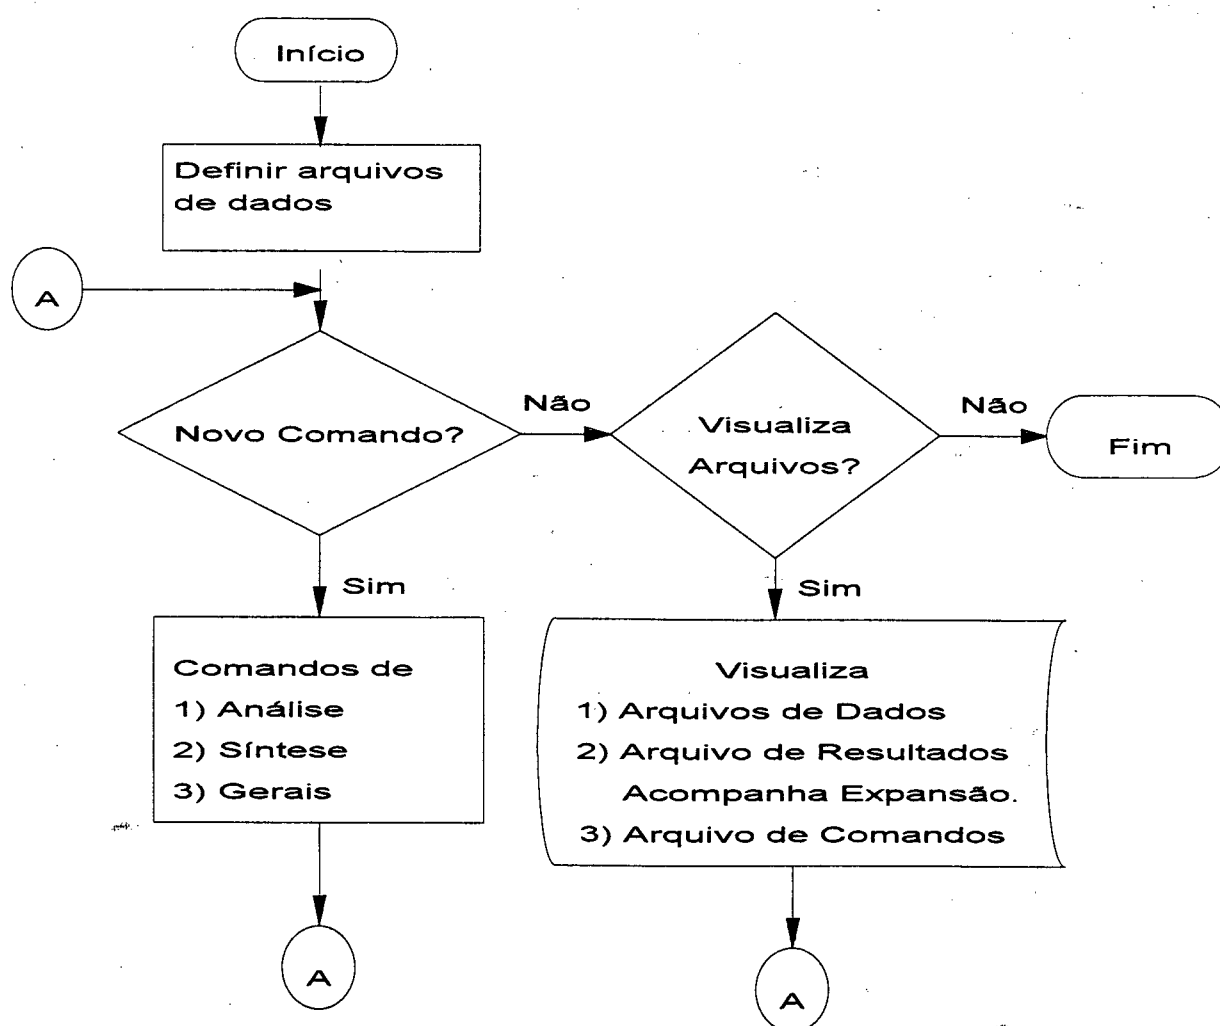 Início
Definir arquivos
de dados
A
Novo Comando?
Não
Visualiza
Arquivos?
Não
Fim
Sim
Comandos de
1) Análise
2) Síntese
3) Gerais
A
Sim
Visualiza
1) Arquivos de Dados
2) Arquivo de Resultados
Acompanha Expansão.
3) Arquivo de Comandos
A